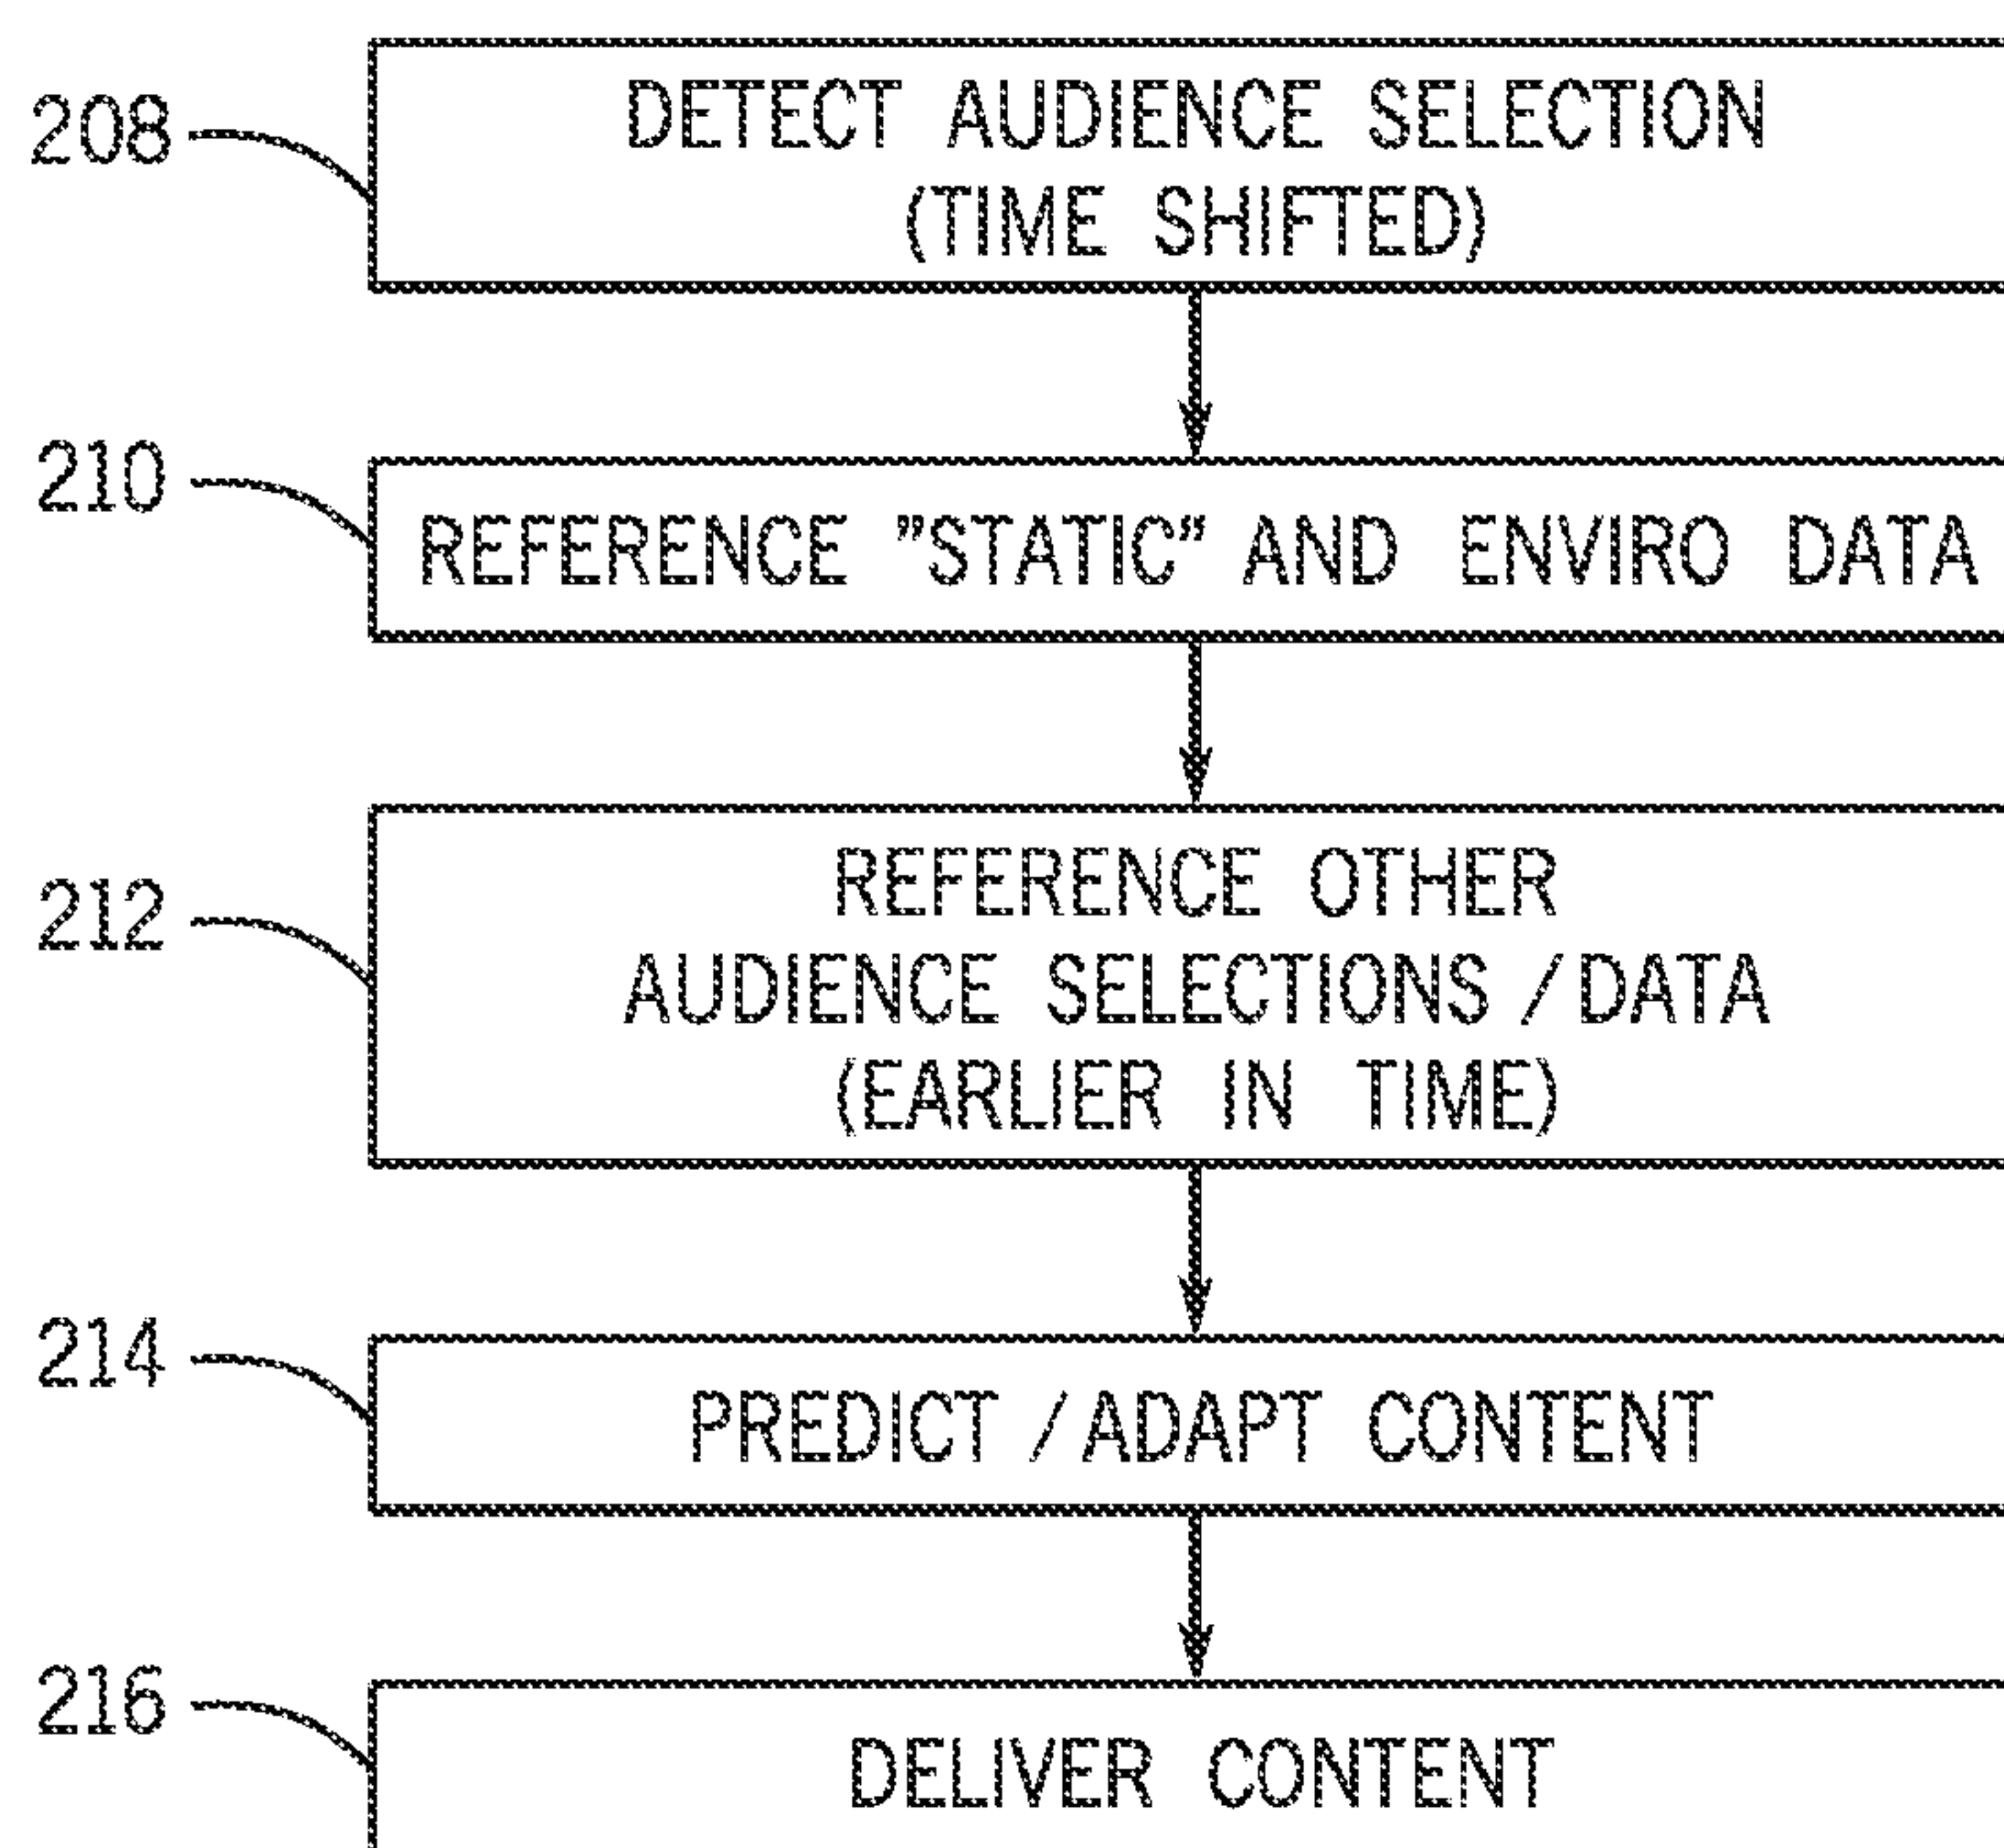 208
DETECT AUDIENCE SELECTION
(TIME SHIFTED)
210
REFERENCE "STATIC" AND ENVIRO DATA
212
REFERENCE OTHER
AUDIENCE SELECTIONS / DATA
(EARLIER IN TIME)
214
PREDICT / ADAPT CONTENT
216
DELIVER CONTENT